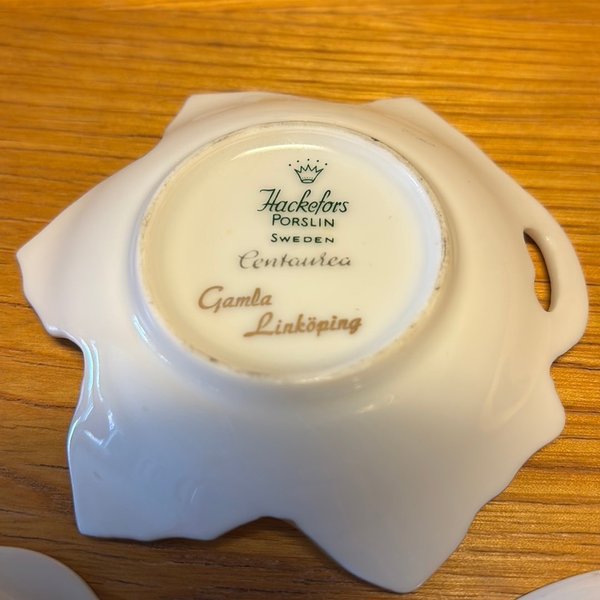 Hackefors
PORSLIN
SWEDEN
Centaurea
Gamla
Linköping